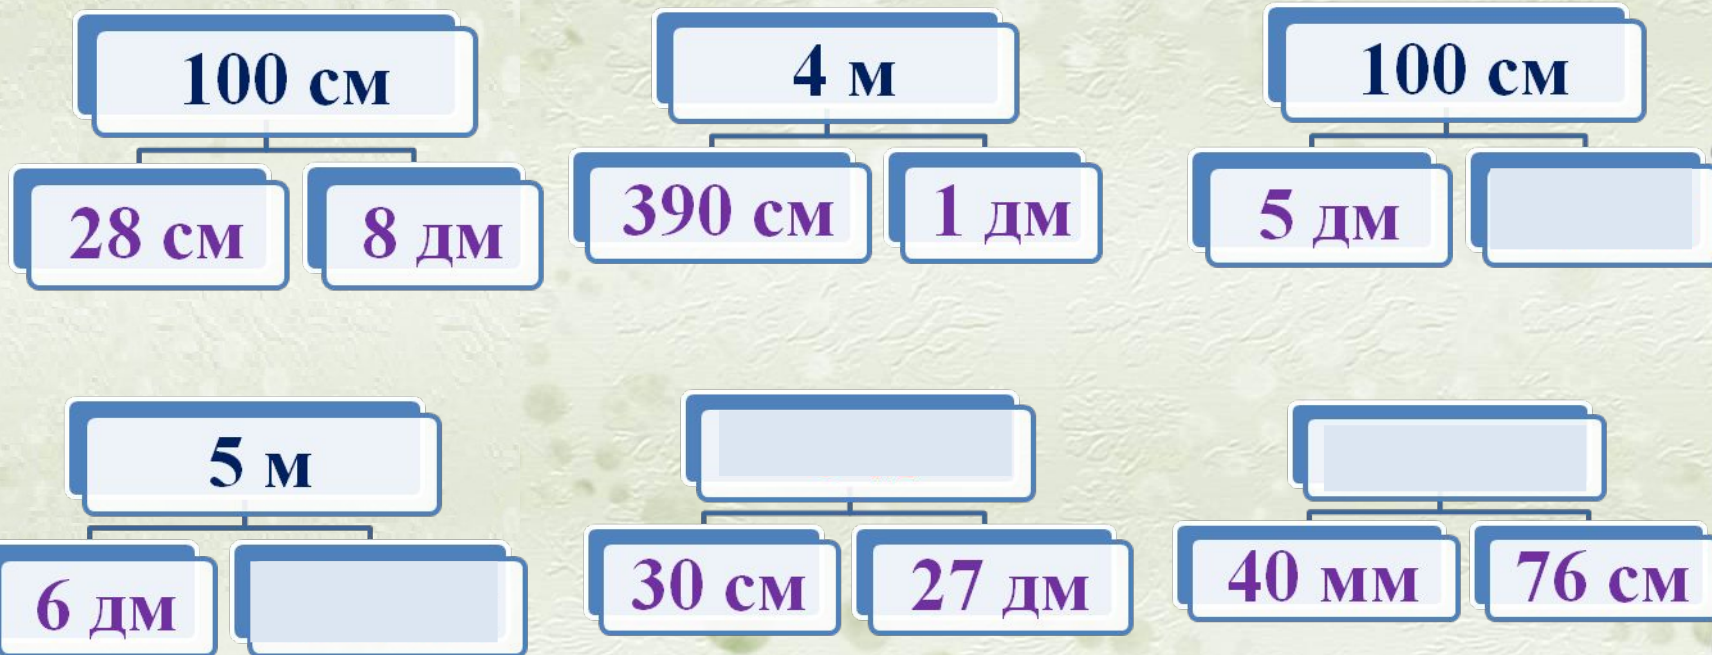 100 см
4 м
100 см
28 см
8 дм
390 см
1 дм
5 дм
5 м
6 дм
30 см
27 дм
40 мм
76 см